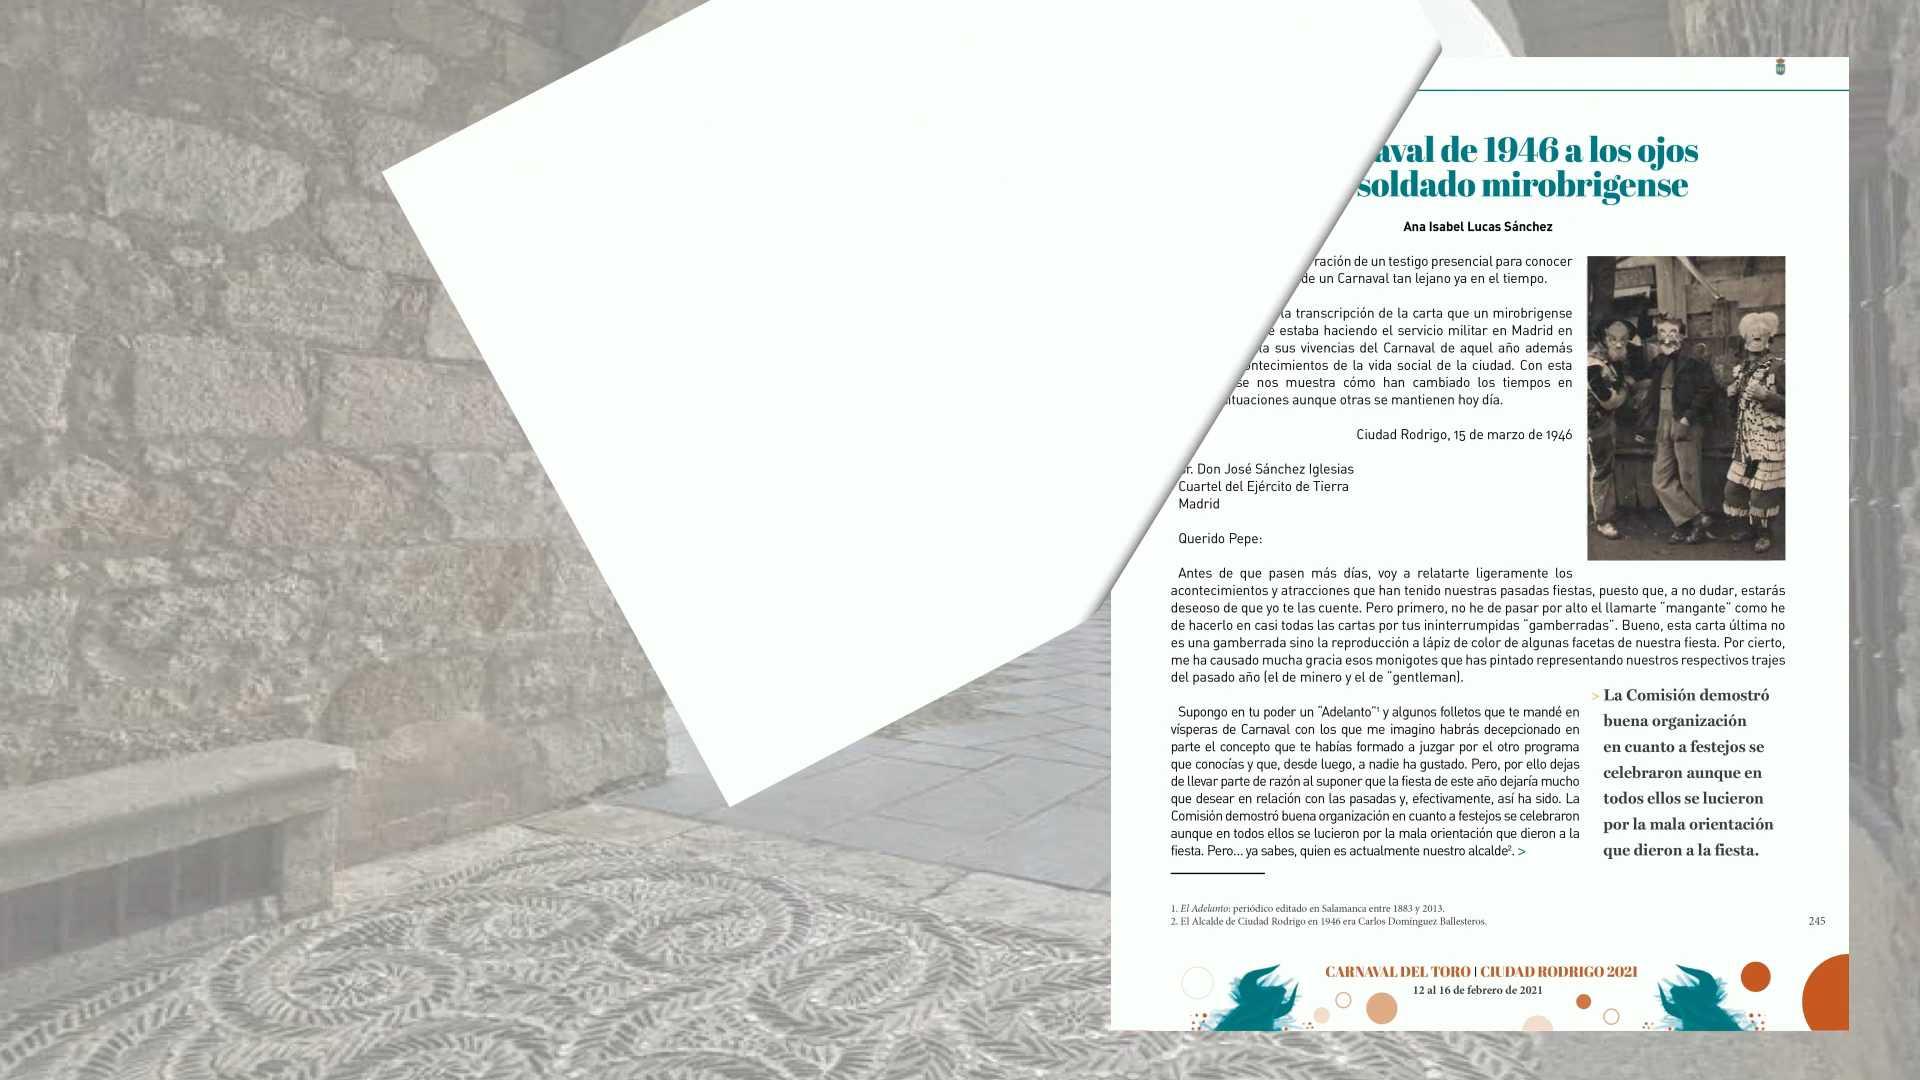 de 1946 a los ojos
soldado mirobrigense
Ana Isabel Lucas Sánchez
de un testigo presencial para conocer
de un Carnaval tan lejano ya en el tiempo.
la transcripción de la carta que un mirobrigense
estaba haciendo el servicio militar en Madrid en
sus vivencias del Carnaval de aquel año además
de la vida social de la ciudad. Con esta
se nos muestra cómo han cambiado los tiempos en
aunque otras se mantienen hoy día.
Ciudad Rodrigo, 15 de marzo de 1946
Don José Sánchez Iglesias
Cuartel del Ejército de Tierra
Madrid
Querido Pepe:
Antes de que pasen más días, voy a relatarte ligeramente los
acontecimientos y atracciones que han tenido nuestras pasadas fiestas, puesto que, a no dudar, estarás
deseoso de que yo te las cuente. Pero primero, no he de pasar por alto el llamarte “mangante” como he
de hacerlo en casi todas las cartas por tus ininterrumpidas “gamberradas”. Bueno, esta carta última no
es una gamberrada sino la reproducción a lápiz de color de algunas facetas de nuestra fiesta. Por cierto,
me ha causado mucha gracia esos monigotes que has pintado representando nuestros respectivos trajes
del pasado año (el de minero y el de “gentleman).
Supongo en tu poder un “Adelanto”1 y algunos folletos que te mandé en
vísperas de Carnaval con los que me imagino habrás decepcionado en
parte el concepto que te habías formado a juzgar por el otro programa
que conocías y que, desde luego, a nadie ha gustado. Pero, por ello dejas
de llevar parte de razón al suponer que la fiesta de este año dejaría mucho
que desear en relación con las pasadas y, efectivamente, así ha sido. La
Comisión demostró buena organización en cuanto a festejos se celebraron
aunque en todos ellos se lucieron por la mala orientación que dieron a la
fiesta. Pero... ya sabes, quien es actualmente nuestro alcalde2. >
> La Comisión demostró
buena organización
en cuanto a festejos se
celebraron aunque en
todos ellos se lucieron
por la mala orientación
que dieron a la fiesta.
1. El Adelanto: periódico editado en Salamanca entre 1883 y 2013.
2. El Alcalde de Ciudad Rodrigo en 1946 era Carlos Domínguez Ballesteros.
245
CARNAVAL DEL TORO | CIUDAD RODRIGO 2021
12 al 16 de febrero de 2021